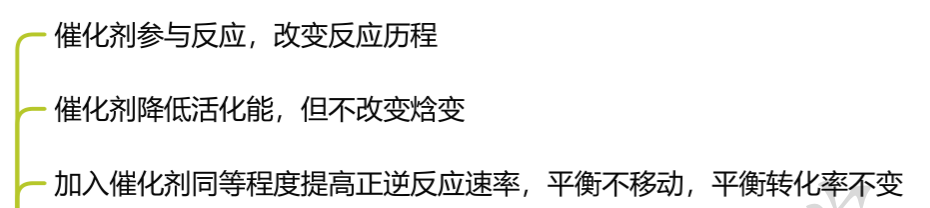 催化剂参与反应，改变反应历程
催化剂降低活化能，但不改变焓变
加入催化剂同等程度提高正逆反应速率，平衡不移动，平衡转化率不变